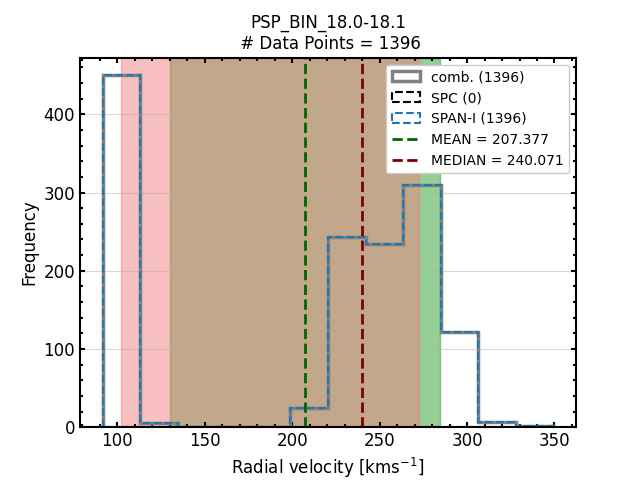 PSP_BIN_18.0-18.1
# Data Points = 1396
comb. (1396)
SPC (0)
SPAN-I (1396)
MEAN = 207.377
MEDIAN = 240.071
Frequency
400
300
200
100
0
100 150 200 250 300 350
Radial velocity [kms⁻¹]